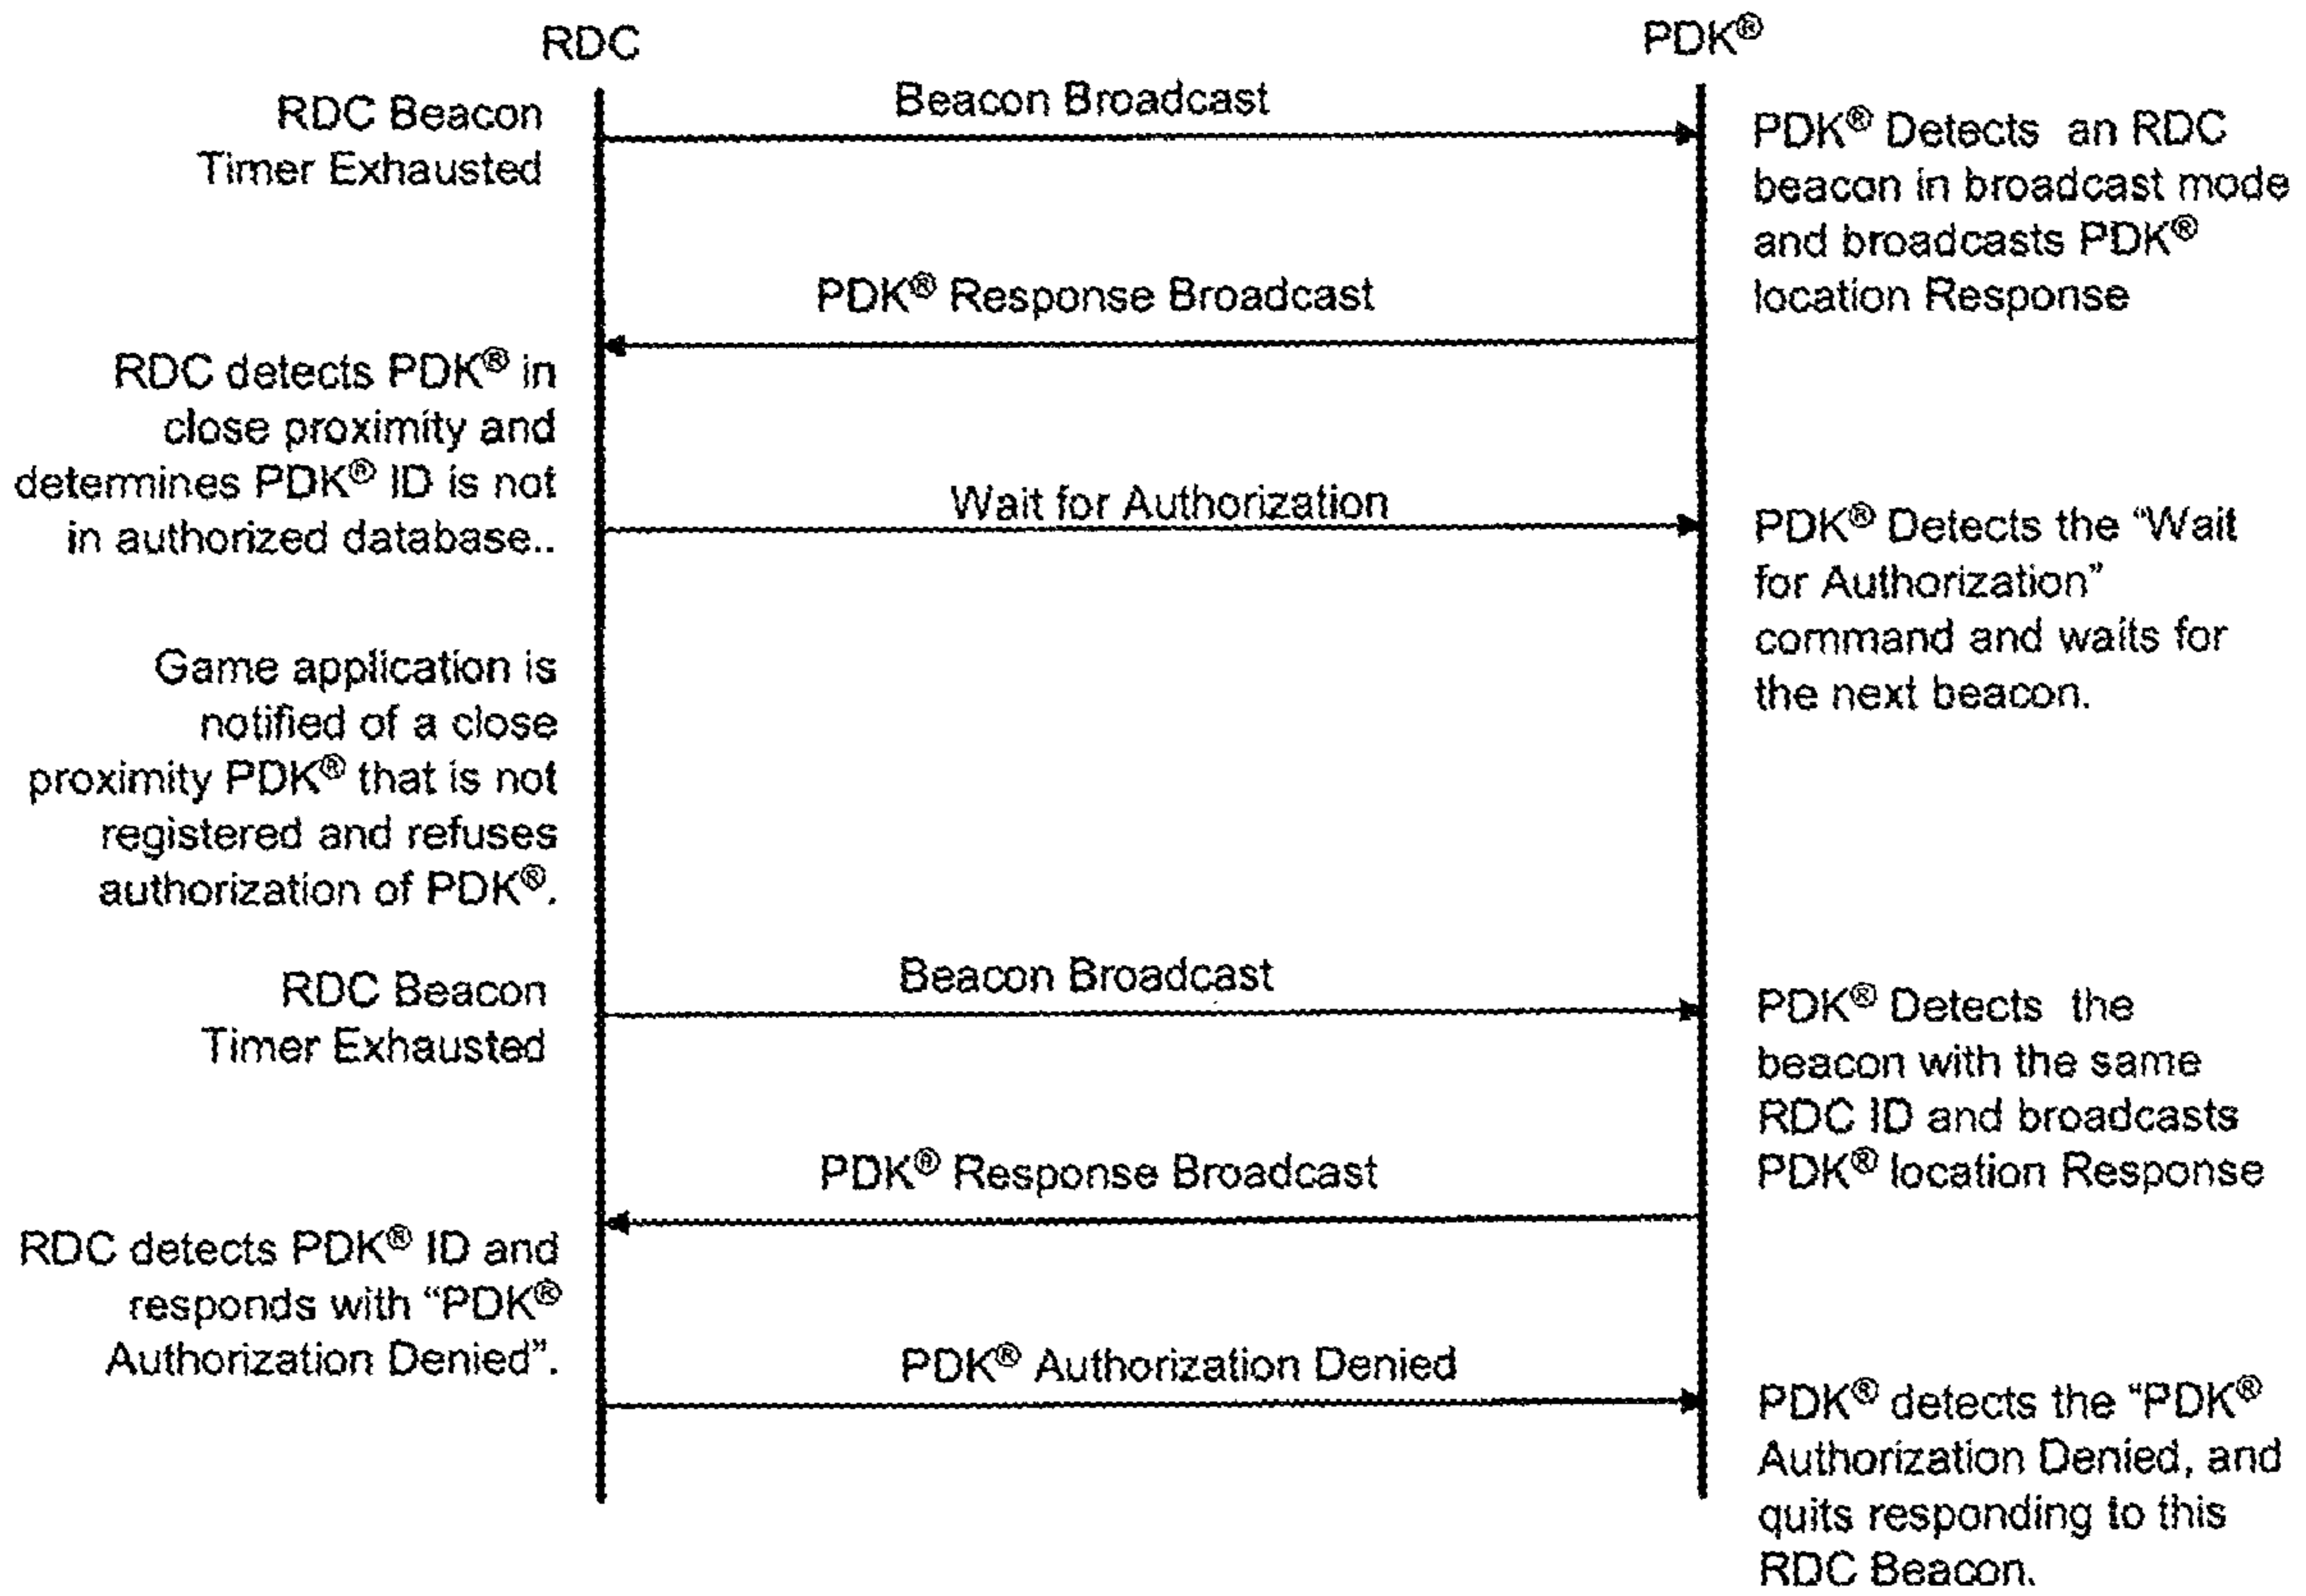 RDC
PDK®
RDC Beacon
Timer Exhausted
Beacon Broadcast
PDK® Detects an RDC
beacon in broadcast mode
and broadcasts PDK®
location Response
PDK® Response Broadcast
RDC detects PDK® in
close proximity and
determines PDK® ID is not
in authorized database..
Wait for Authorization
PDK® Detects the “Wait
for Authorization”
command and waits for
the next beacon.
Game application is
notified of a close
proximity PDK® that is not
registered and refuses
authorization of PDK®.
RDC Beacon
Timer Exhausted
Beacon Broadcast
PDK® Detects the
beacon with the same
RDC ID and broadcasts
PDK® location Response
PDK® Response Broadcast
RDC detects PDK® ID and
responds with “PDK®
Authorization Denied”.
PDK® Authorization Denied
PDK® detects the “PDK®
Authorization Denied, and
quits responding to this
RDC Beacon.